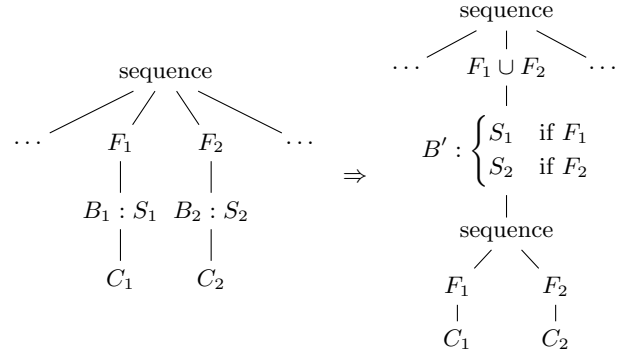 sequence
… F₁ F₂ …
B₁ : S₁ B₂ : S₂
C₁ C₂
⇒
sequence
… F₁ ∪ F₂ …
B′ : { S₁ if F₁
S₂ if F₂
sequence
F₁ F₂
C₁ C₂